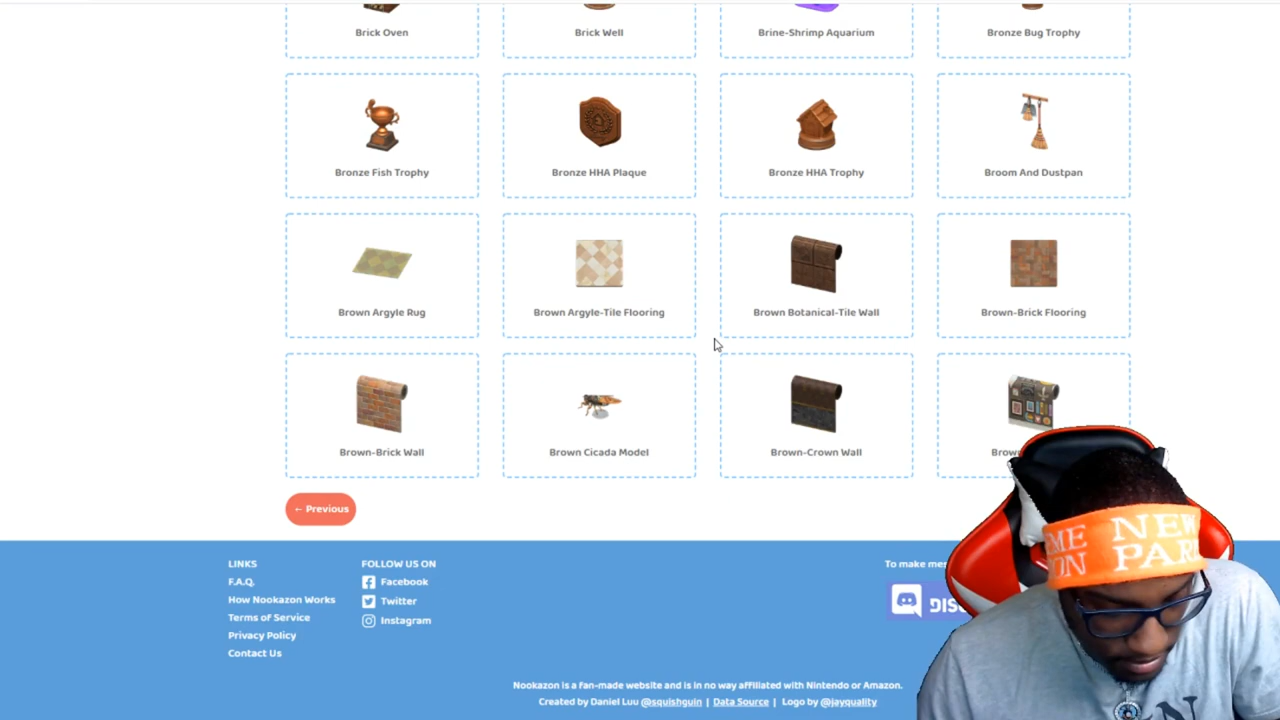 Brick Oven
Brick Well
Brine-Shrimp Aquarium
Bronze Bug Trophy
Bronze Fish Trophy
Bronze HHA Plaque
Bronze HHA Trophy
Broom And Dustpan
Brown Argyle Rug
Brown Argyle-Tile Flooring
Brown Botanical-Tile Wall
Brown-Brick Flooring
Brown-Brick Wall
Brown Cicada Model
Brown-Crown Wall
← Previous
LINKS
F.A.Q.
How Nookazon Works
Terms of Service
Privacy Policy
Contact Us
FOLLOW US ON
Facebook
Twitter
Instagram
To make
NEW
PAR
Nookazon is a fan-made website and is in no way affiliated with Nintendo or Amazon.
Created by Daniel Luu @squishguin | Data Source | Logo by @jayquality